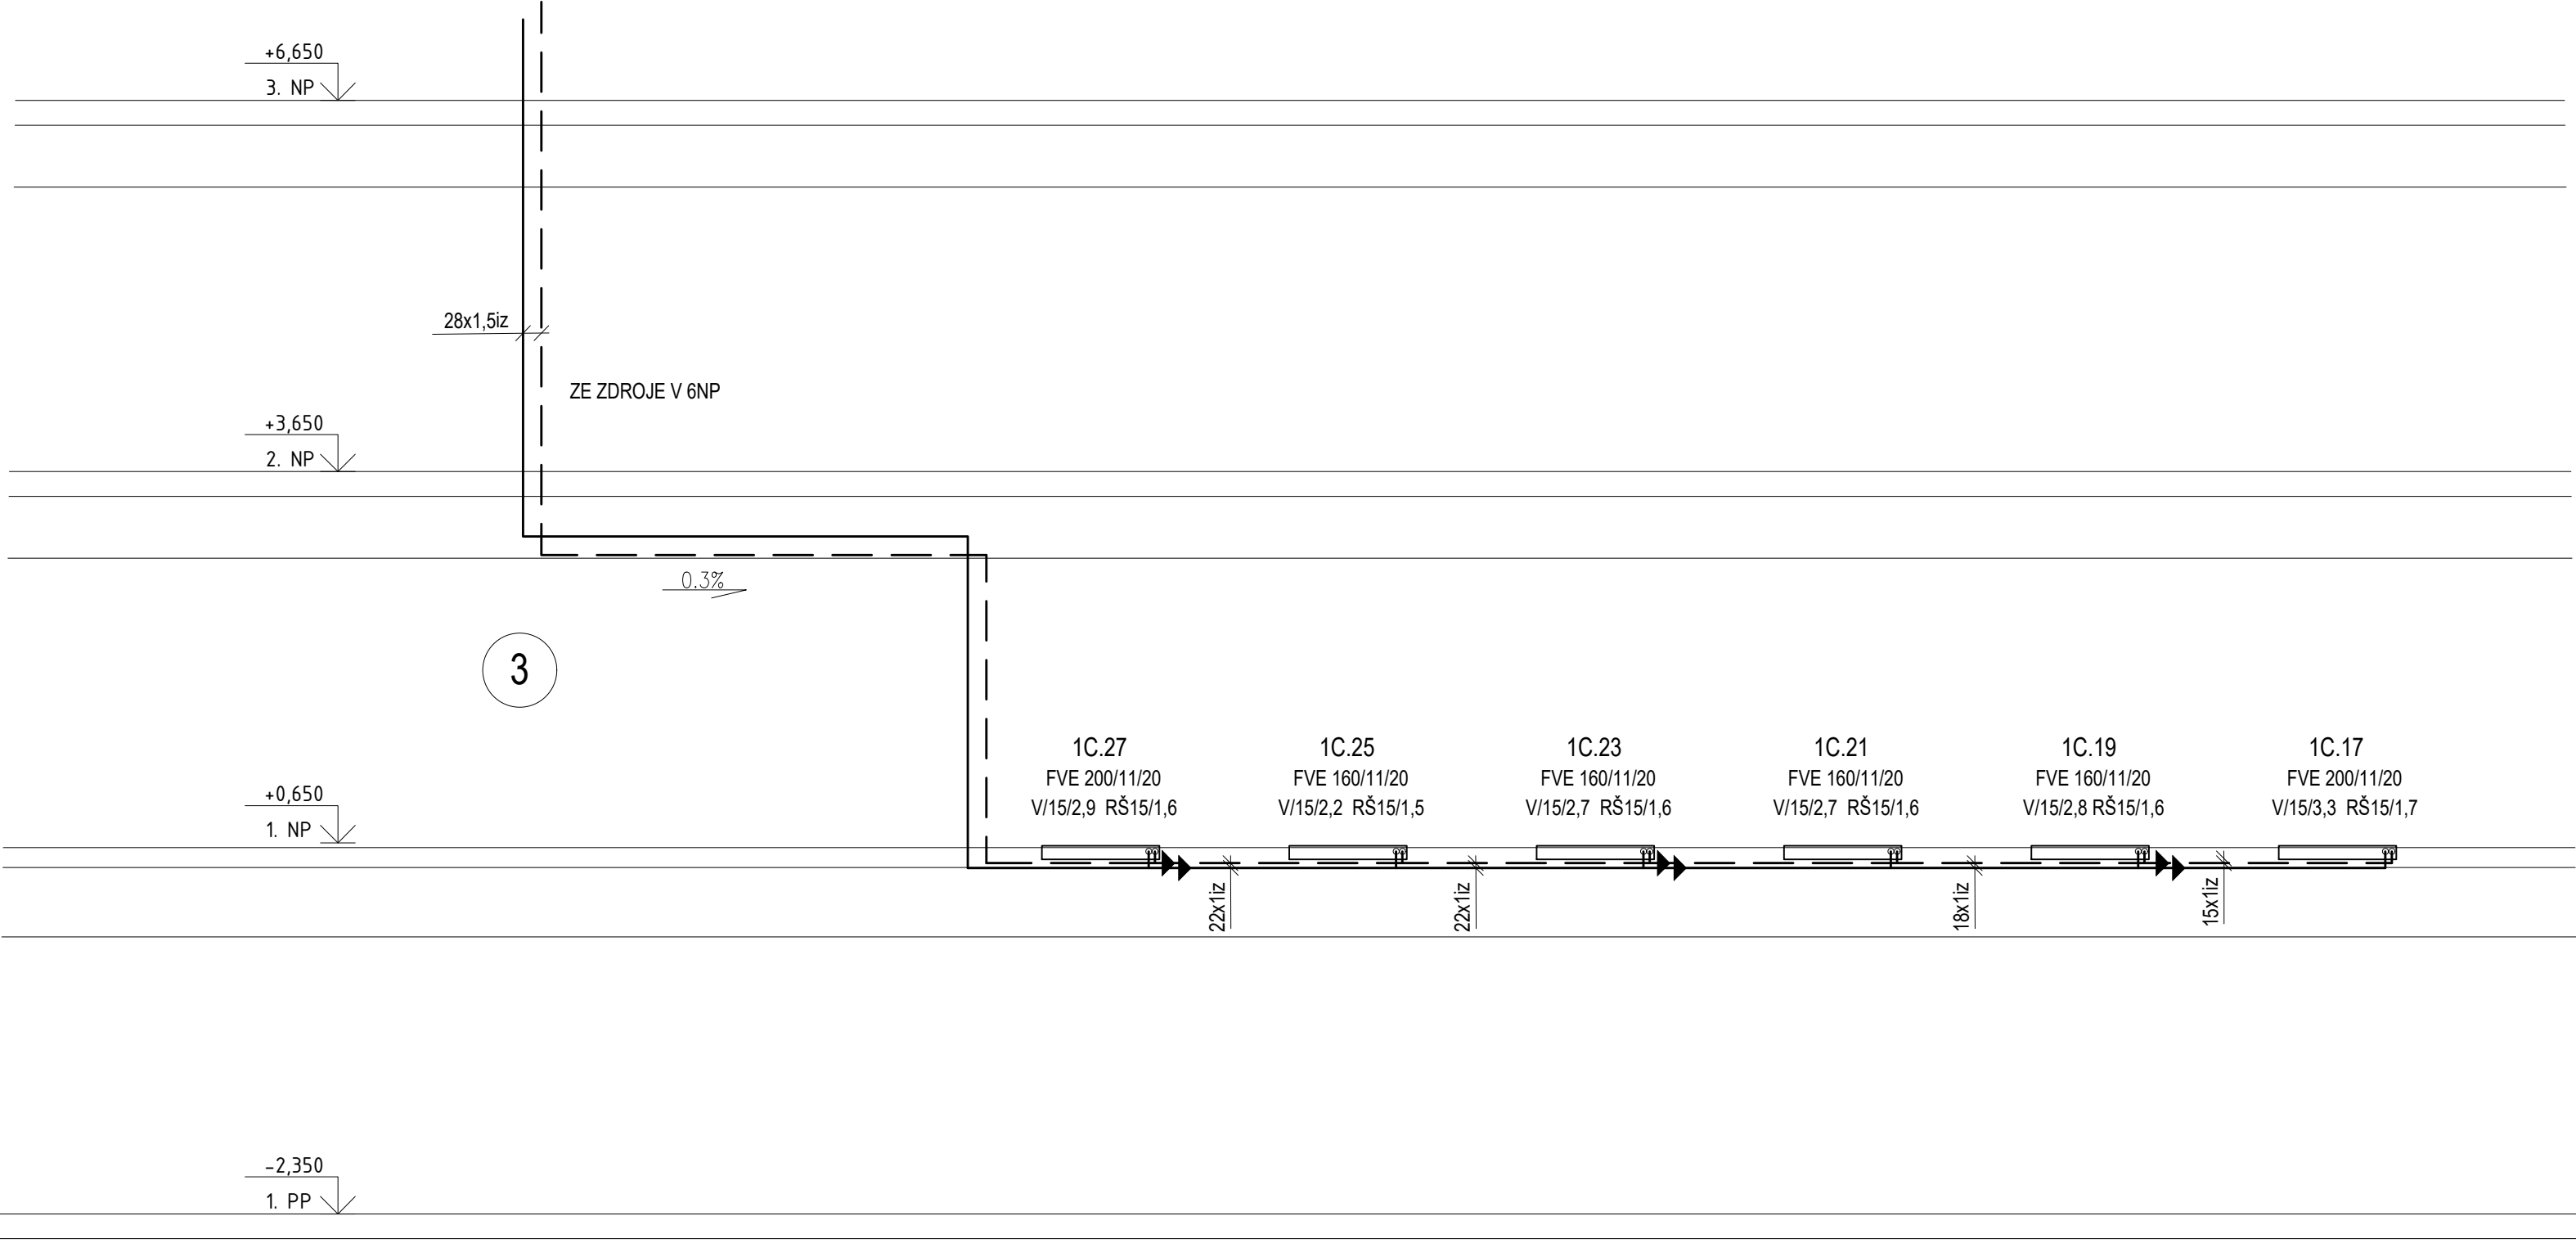 +6,650
3. NP
28x1,5iz
ZE ZDROJE V 6NP
+3,650
2. NP
0.3%
3
1C.27
FVE 200/11/20
V/15/2,9 RŠ15/1,6
1C.25
FVE 160/11/20
V/15/2,2 RŠ15/1,5
1C.23
FVE 160/11/20
V/15/2,7 RŠ15/1,6
1C.21
FVE 160/11/20
V/15/2,7 RŠ15/1,6
1C.19
FVE 160/11/20
V/15/2,8 RŠ15/1,6
1C.17
FVE 200/11/20
V/15/3,3 RŠ15/1,7
+0,650
1. NP
22x1iz
22x1iz
18x1iz
15x1iz
-2,350
1. PP